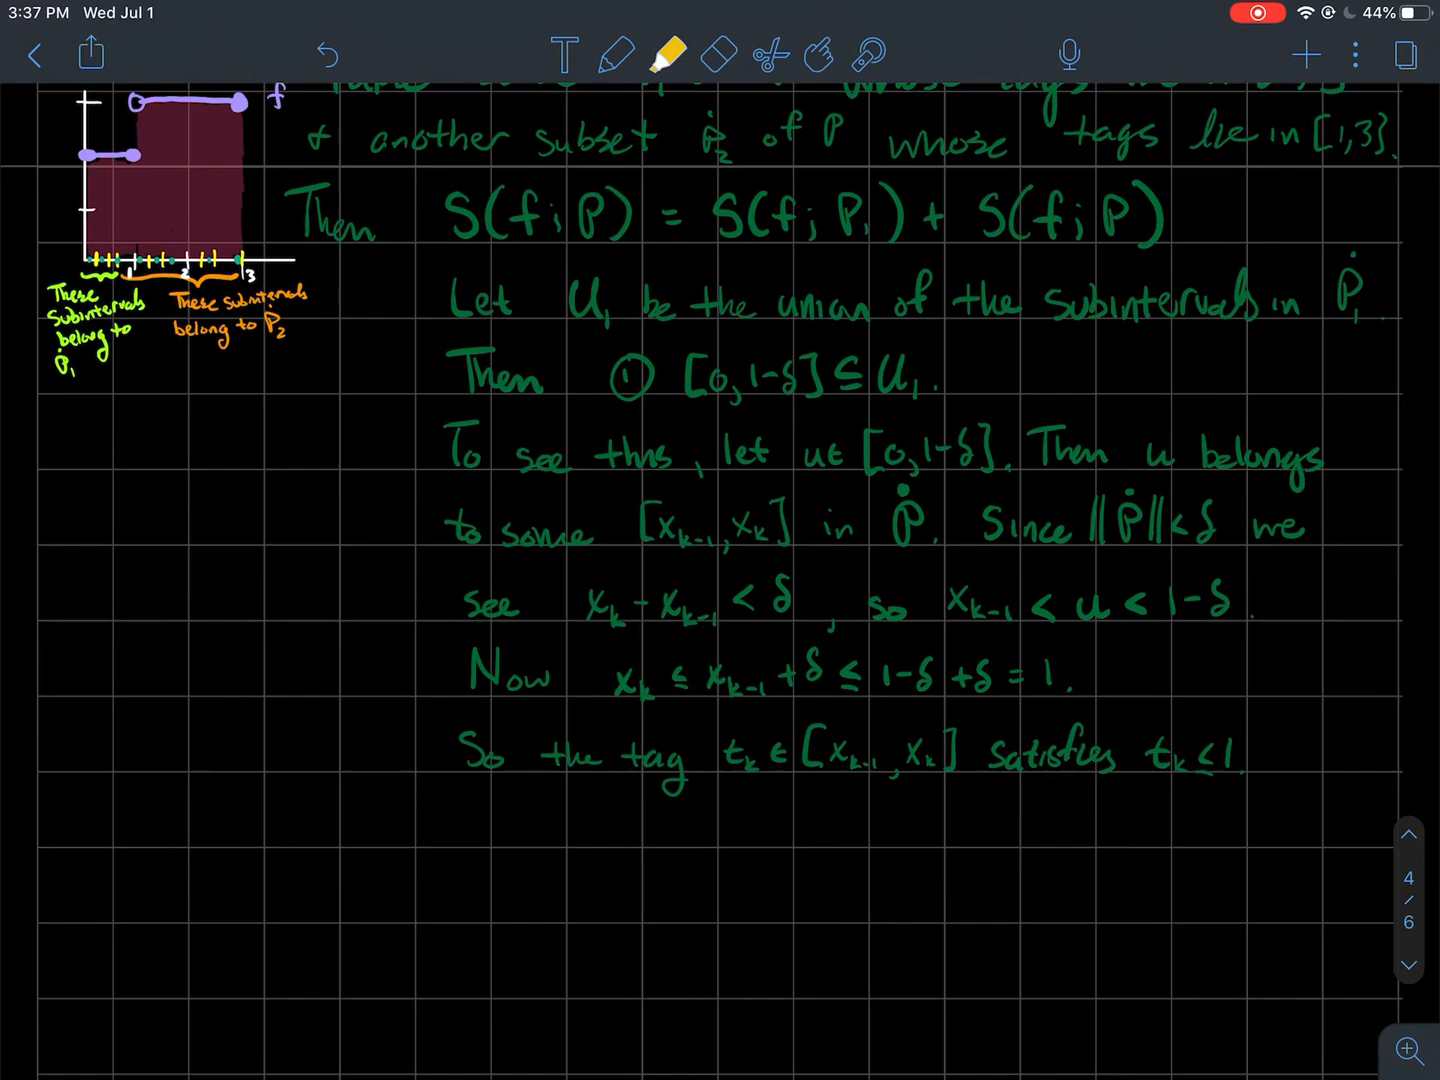 3:37 PM Wed Jul 1
44%
f
& another subset Ṗ₂ of P whose tags lie in [1,3].
Then S(f;P) = S(f;P₁) + S(f;P)
1 2 3
These subintervals belong to Ṗ₁
These subintervals belong to Ṗ₂
Let U₁ be the union of the subintervals in Ṗ₁.
Then ① [0,1-δ] ⊆ U₁.
To see this, let u∈[0,1-δ]. Then u belongs
to some [xₖ₋₁, xₖ] in Ṗ. Since ||Ṗ||<δ we
see xₖ - xₖ₋₁ < δ, so xₖ₋₁ < u < 1-δ.
Now xₖ ≤ xₖ₋₁ + δ ≤ 1-δ+δ = 1.
So the tag tₖ ∈ [xₖ₋₁, xₖ] satisfies tₖ ≤ 1.
4
/
6